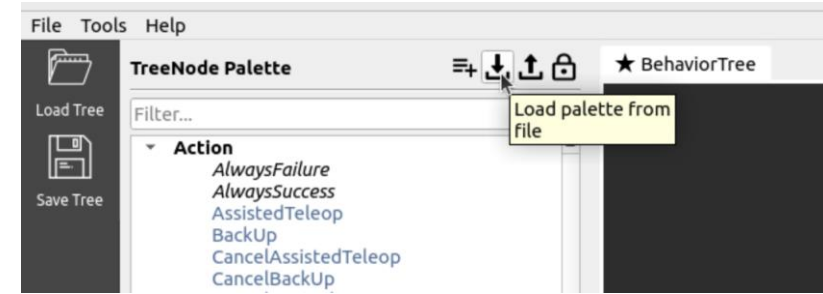 File Tools Help
TreeNode Palette
★ BehaviorTree
Load Tree
Filter...
Load palette from
file
Action
AlwaysFailure
AlwaysSuccess
Save Tree
AssistedTeleop
BackUp
CancelAssistedTeleop
CancelBackUp